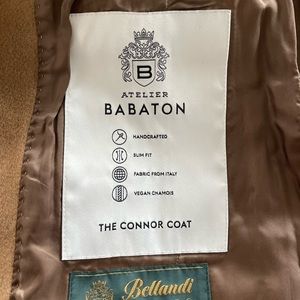 B
ATELIER
BABATON
HANDCRAFTED
SLIM FIT
FABRIC FROM ITALY
VEGAN CHAMOIS
THE CONNOR COAT
Bellandi